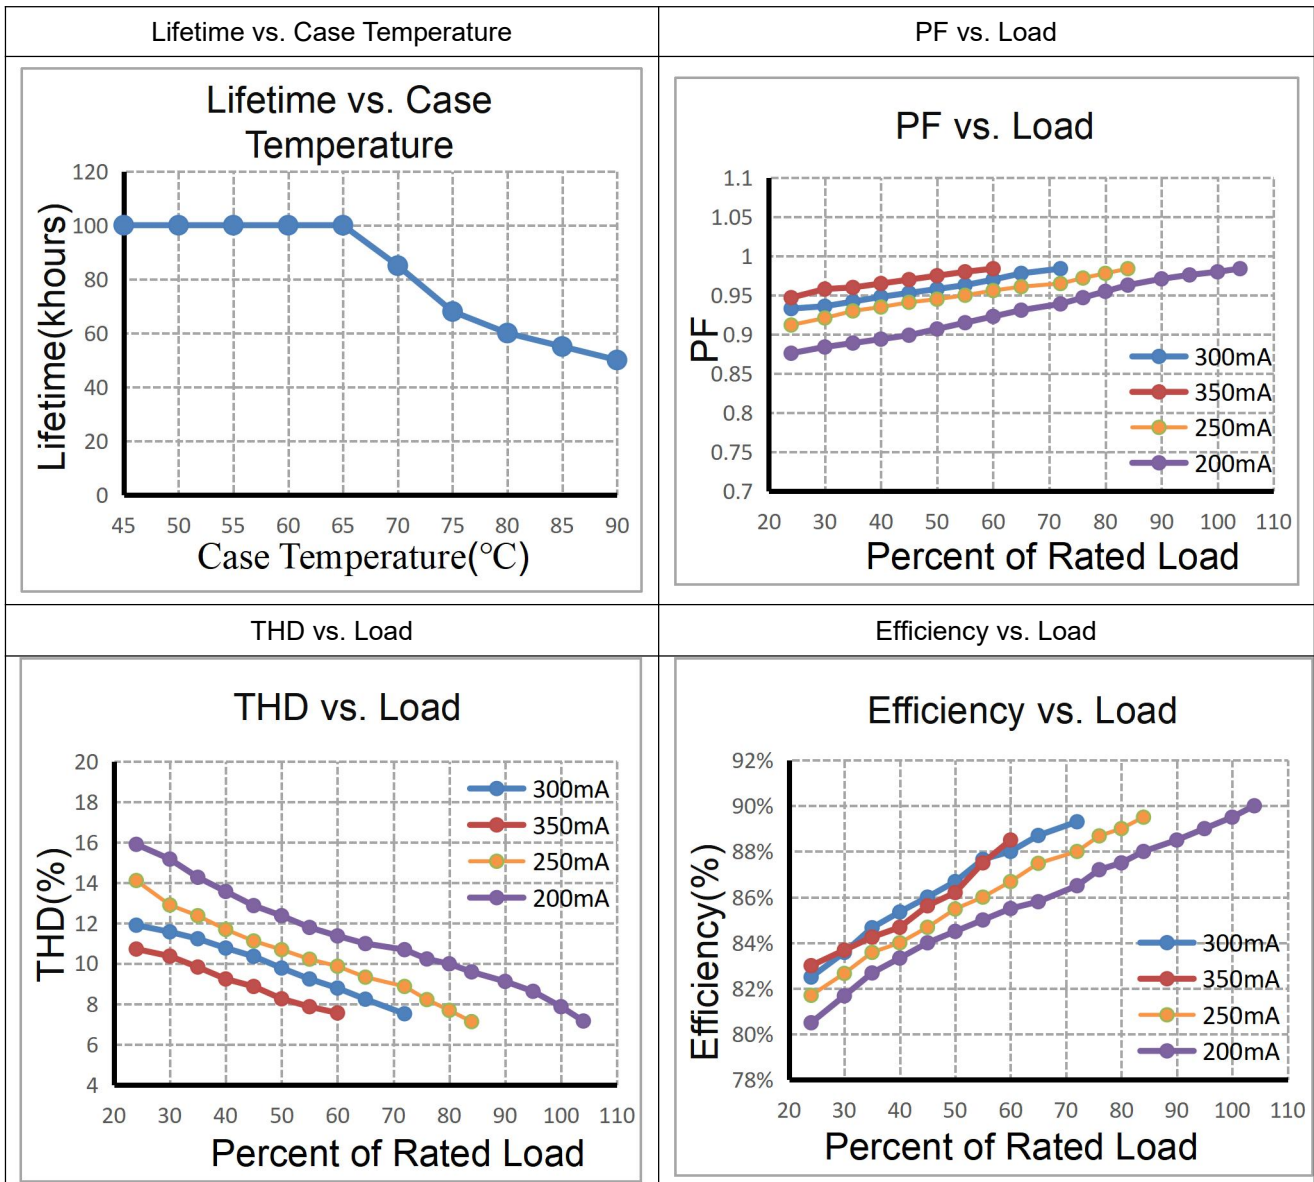 Lifetime vs. Case Temperature
PF vs. Load
Lifetime vs. Case
Temperature
120
100
80
60
40
20
0
45 50 55 60 65 70 75 80 85 90
Lifetime(khours)
Case Temperature(°C)
PF vs. Load
1.1
1.05
1
0.95
0.9
0.85
0.8
0.75
0.7
20 30 40 50 60 70 80 90 100 110
PF
300mA
350mA
250mA
200mA
Percent of Rated Load
THD vs. Load
Efficiency vs. Load
THD vs. Load
20
18
16
14
12
10
8
6
4
20 30 40 50 60 70 80 90 100 110
THD(%)
300mA
350mA
250mA
200mA
Percent of Rated Load
Efficiency vs. Load
92%
90%
88%
86%
84%
82%
80%
78%
20 30 40 50 60 70 80 90 100 110
Efficiency(%)
300mA
350mA
250mA
200mA
Percent of Rated Load